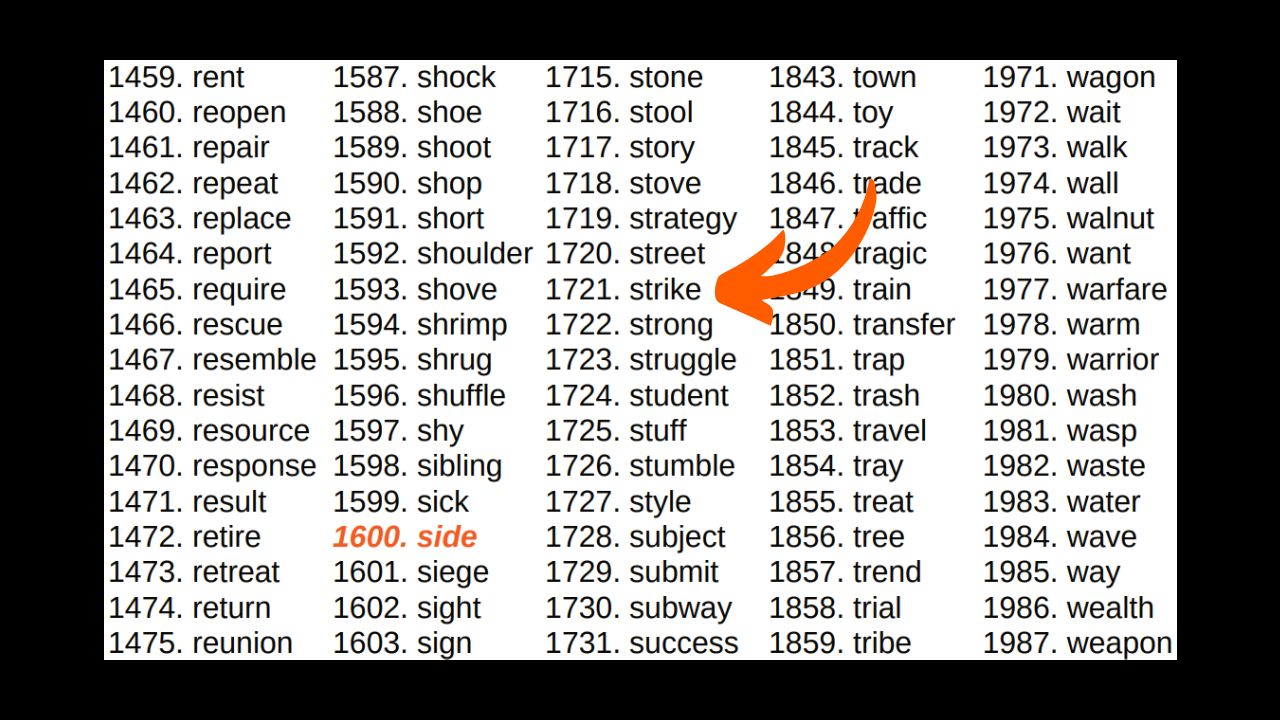 1459. rent
1460. reopen
1461. repair
1462. repeat
1463. replace
1464. report
1465. require
1466. rescue
1467. resemble
1468. resist
1469. resource
1470. response
1471. result
1472. retire
1473. retreat
1474. return
1475. reunion
1587. shock
1588. shoe
1589. shoot
1590. shop
1591. short
1592. shoulder
1593. shove
1594. shrimp
1595. shrug
1596. shuffle
1597. shy
1598. sibling
1599. sick
1600. side
1601. siege
1602. sight
1603. sign
1715. stone
1716. stool
1717. story
1718. stove
1719. strategy
1720. street
1721. strike
1722. strong
1723. struggle
1724. student
1725. stuff
1726. stumble
1727. style
1728. subject
1729. submit
1730. subway
1731. success
1843. town
1844. toy
1845. track
1846. trade
1847. traffic
1848. tragic
1849. train
1850. transfer
1851. trap
1852. trash
1853. travel
1854. tray
1855. treat
1856. tree
1857. trend
1858. trial
1859. tribe
1971. wagon
1972. wait
1973. walk
1974. wall
1975. walnut
1976. want
1977. warfare
1978. warm
1979. warrior
1980. wash
1981. wasp
1982. waste
1983. water
1984. wave
1985. way
1986. wealth
1987. weapon